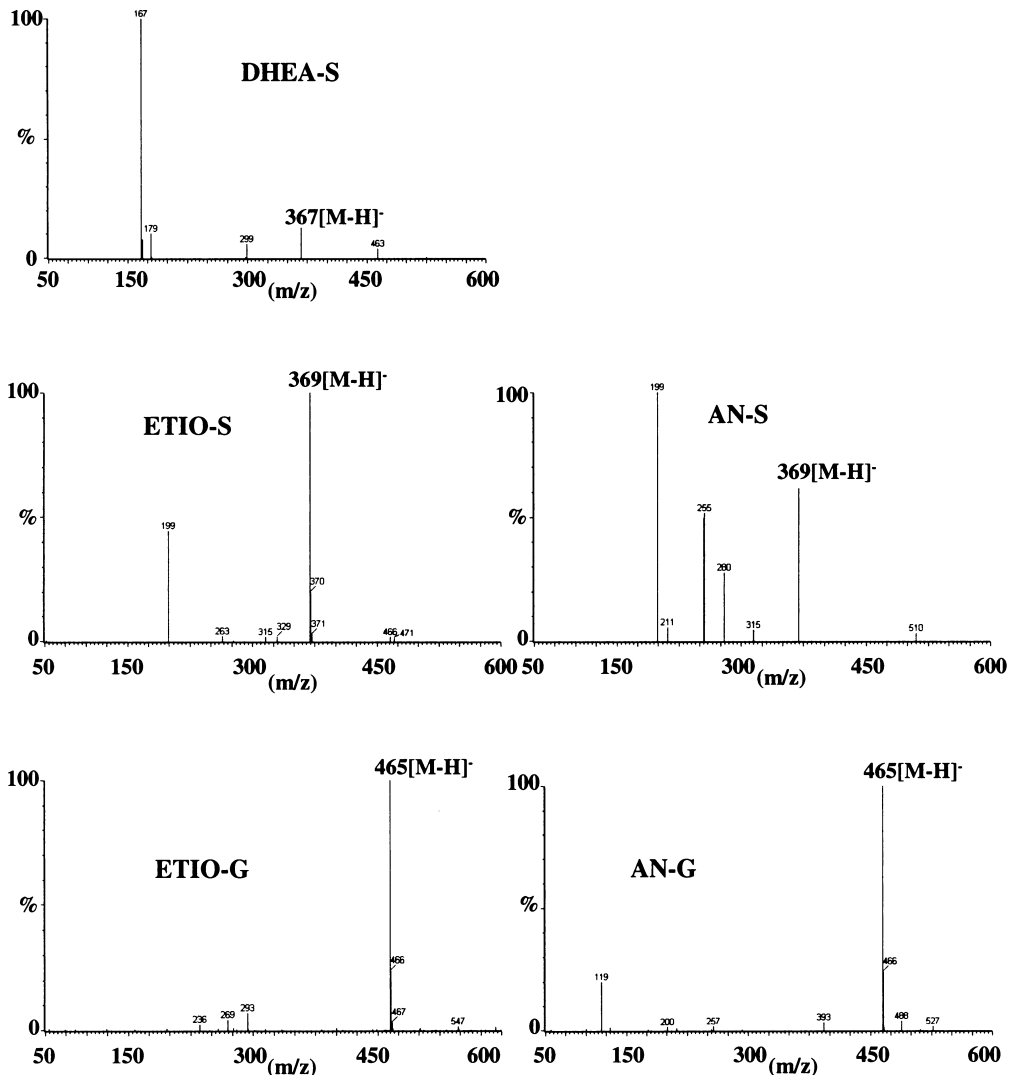 100
167
DHEA-S
%
367[M-H]-
179
299
463
0
50 150 300 450 600
(m/z)
100
369[M-H]-
ETIO-S
%
199
370
263
315
329
371
466
471
0
50 150 300 450 600
(m/z)
100
199
AN-S
369[M-H]-
%
255
280
211
315
510
0
50 150 300 450 600
(m/z)
100
465[M-H]-
ETIO-G
%
466
236
269
293
467
547
0
50 150 300 450 600
(m/z)
100
465[M-H]-
AN-G
%
119
466
200
257
393
488
527
0
50 150 300 450 600
(m/z)